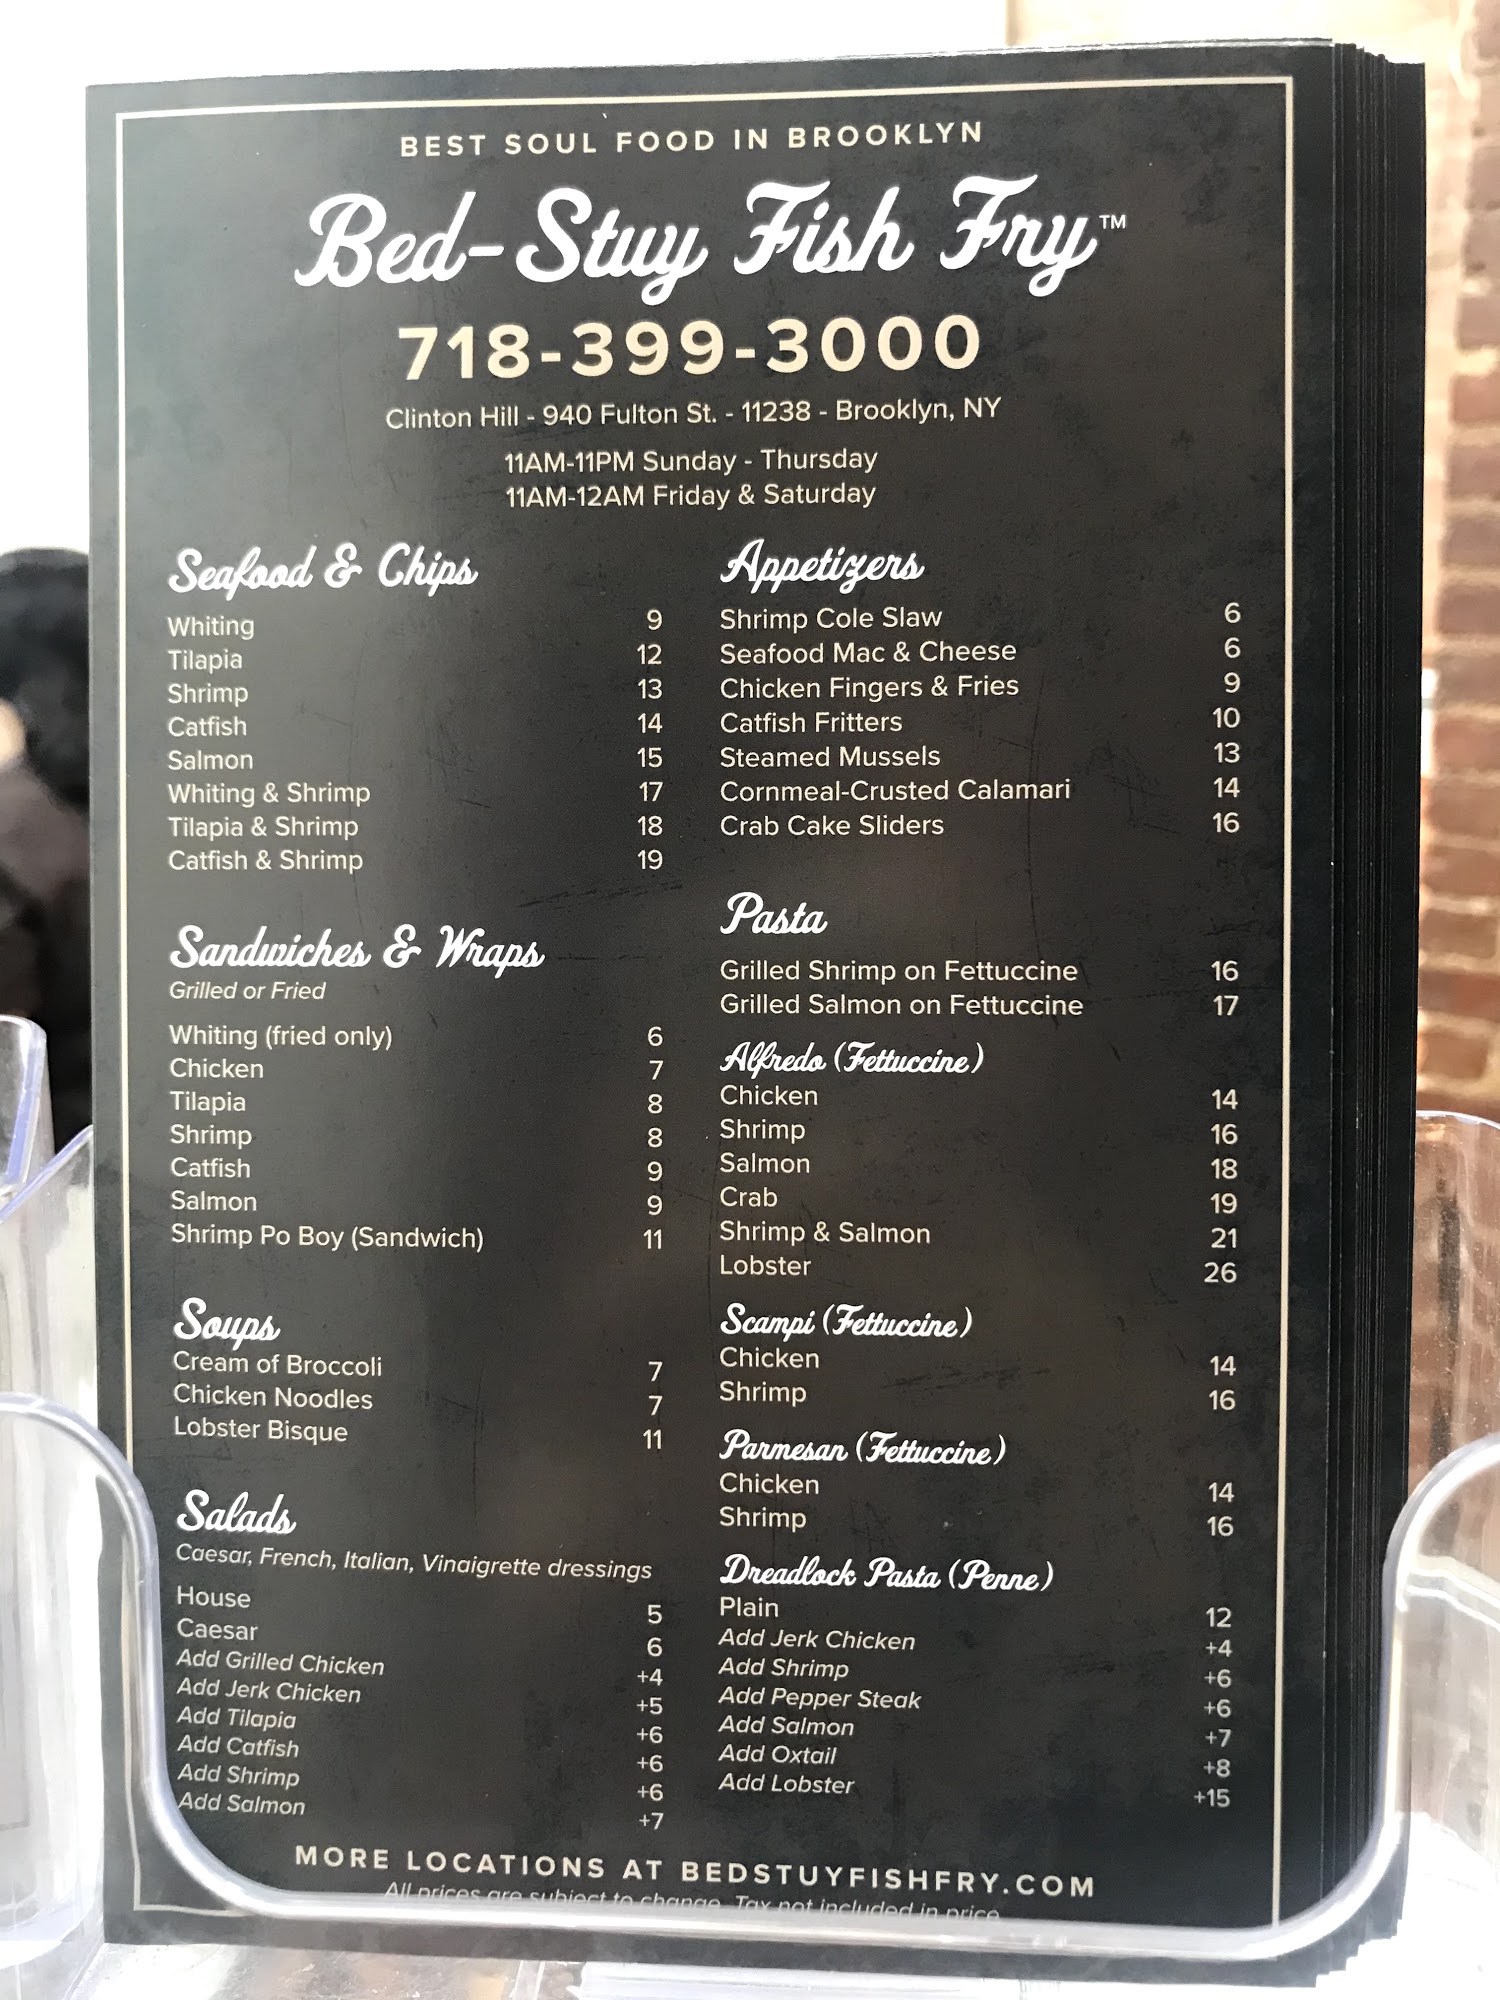 BEST SOUL FOOD IN BROOKLYN
Bed-Stuy Fish Fry™
718-399-3000
Clinton Hill - 940 Fulton St. - 11238 - Brooklyn, NY
11AM-11PM Sunday - Thursday
11AM-12AM Friday & Saturday
Seafood & Chips
Whiting 9
Tilapia 12
Shrimp 13
Catfish 14
Salmon 15
Whiting & Shrimp 17
Tilapia & Shrimp 18
Catfish & Shrimp 19
Sandwiches & Wraps
Grilled or Fried
Whiting (fried only) 6
Chicken 7
Tilapia 8
Shrimp 8
Catfish 9
Salmon 9
Shrimp Po Boy (Sandwich) 11
Soups
Cream of Broccoli 7
Chicken Noodles 7
Lobster Bisque 11
Salads
Caesar, French, Italian, Vinaigrette dressings
House 5
Caesar 6
Add Grilled Chicken +4
Add Jerk Chicken +5
Add Tilapia +6
Add Catfish +6
Add Shrimp +6
Add Salmon +7
Appetizers
Shrimp Cole Slaw 6
Seafood Mac & Cheese 6
Chicken Fingers & Fries 9
Catfish Fritters 10
Steamed Mussels 13
Cornmeal-Crusted Calamari 14
Crab Cake Sliders 16
Pasta
Grilled Shrimp on Fettuccine 16
Grilled Salmon on Fettuccine 17
Alfredo (Fettuccine)
Chicken 14
Shrimp 16
Salmon 18
Crab 19
Shrimp & Salmon 21
Lobster 26
Scampi (Fettuccine)
Chicken 14
Shrimp 16
Parmesan (Fettuccine)
Chicken 14
Shrimp 16
Dreadlock Pasta (Penne)
Plain 12
Add Jerk Chicken +4
Add Shrimp +6
Add Pepper Steak +6
Add Salmon +7
Add Oxtail +8
Add Lobster +15
MORE LOCATIONS AT BEDSTUYFISHFRY.COM
All prices are subject to change. Tax not included in price